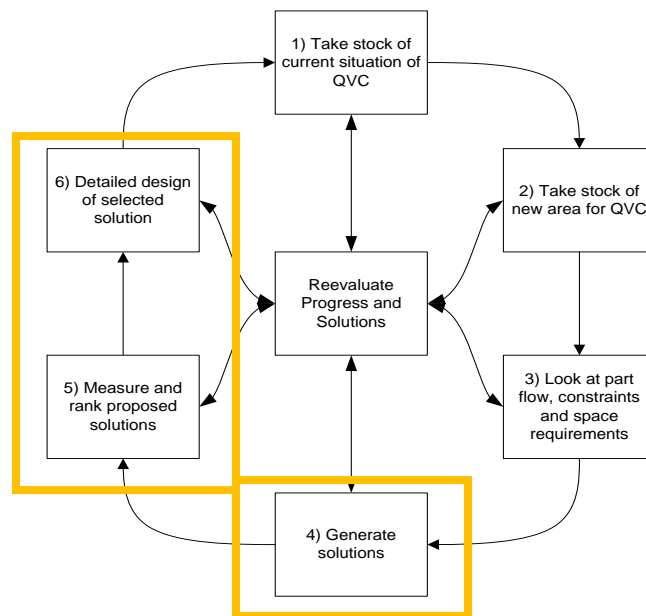 1) Take stock of
current situation of
QVC
6) Detailed design
of selected
solution
2) Take stock of
new area for QVC
Reevaluate
Progress and
Solutions
5) Measure and
rank proposed
solutions
3) Look at part
flow, constraints
and space
requirements
4) Generate
solutions